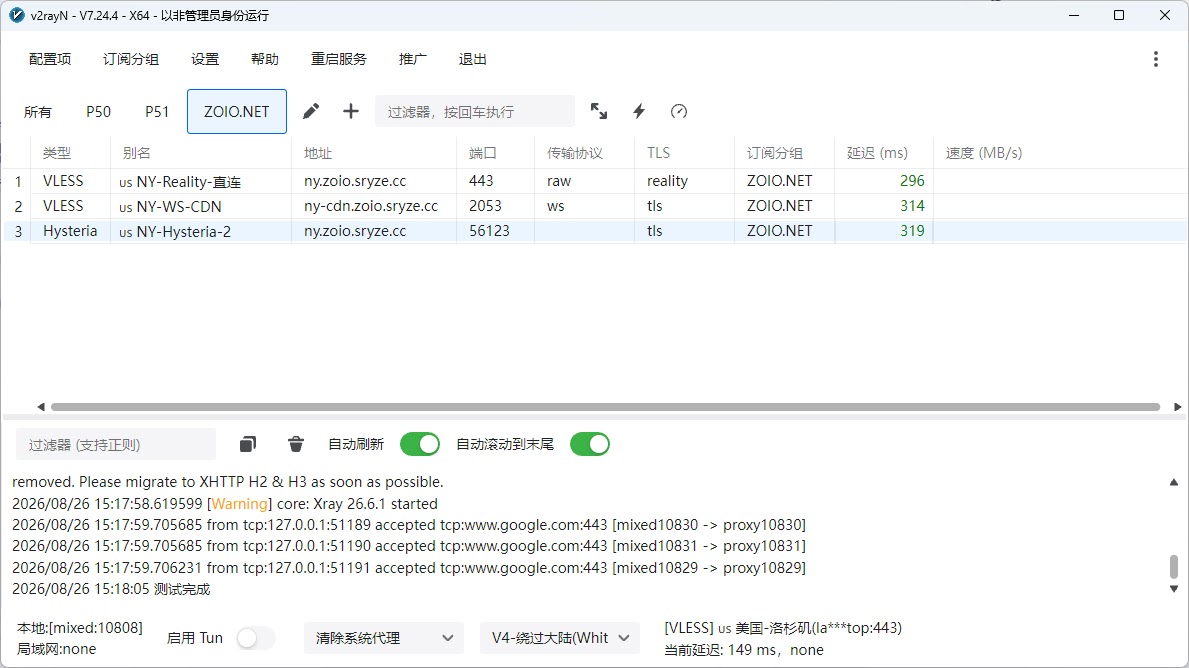 v2rayN - V7.24.4 - X64 - 以非管理员身份运行
配置项 订阅分组 设置 帮助 重启服务 推广 退出
所有 P50 P51 ZOIO.NET 过滤器，按回车执行
类型 别名 地址 端口 传输协议 TLS 订阅分组 延迟 (ms) 速度 (MB/s)
1 VLESS us NY-Reality-直连 ny.zoio.sryze.cc 443 raw reality ZOIO.NET 296
2 VLESS us NY-WS-CDN ny-cdn.zoio.sryze.cc 2053 ws tls ZOIO.NET 314
3 Hysteria us NY-Hysteria-2 ny.zoio.sryze.cc 56123 tls ZOIO.NET 319
过滤器 (支持正则) 自动刷新 自动滚动到末尾
removed. Please migrate to XHTTP H2 & H3 as soon as possible.
2026/08/26 15:17:58.619599 [Warning] core: Xray 26.6.1 started
2026/08/26 15:17:59.705685 from tcp:127.0.0.1:51189 accepted tcp:www.google.com:443 [mixed10830 -> proxy10830]
2026/08/26 15:17:59.705685 from tcp:127.0.0.1:51190 accepted tcp:www.google.com:443 [mixed10831 -> proxy10831]
2026/08/26 15:17:59.706231 from tcp:127.0.0.1:51191 accepted tcp:www.google.com:443 [mixed10829 -> proxy10829]
2026/08/26 15:18:05 测试完成
本地:[mixed:10808]
局域网:none
启用 Tun
清除系统代理
V4-绕过大陆(Whit
[VLESS] us 美国-洛杉矶(la***top:443)
当前延迟: 149 ms，none